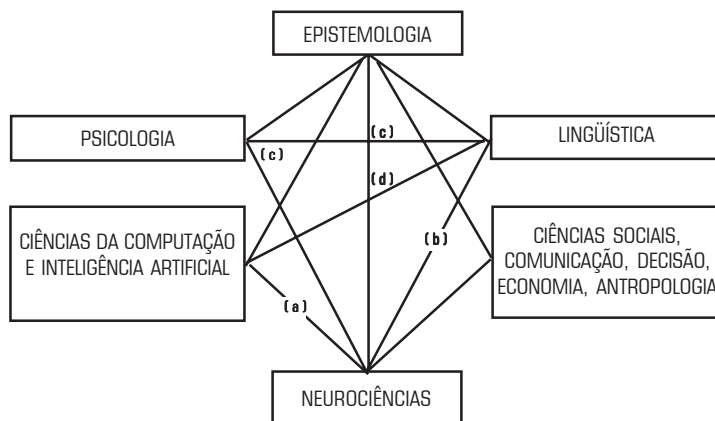 EPISTEMOLOGIA
PSICOLOGIA
(c)
(c)
LINGÜÍSTICA
(d)
CIÊNCIAS DA COMPUTAÇÃO
E INTELIGÊNCIA ARTIFICIAL
(b)
CIÊNCIAS SOCIAIS,
COMUNICAÇÃO, DECISÃO,
ECONOMIA, ANTROPOLOGIA
(a)
NEUROCIÊNCIAS